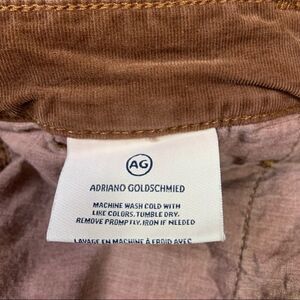 AG
ADRIANO GOLDSCHMIED
MACHINE WASH COLD WITH
LIKE COLORS. TUMBLE DRY.
REMOVE PROMPTLY. IRON IF NEEDED
LAVAGE EN MACHINE À FROID AVEC